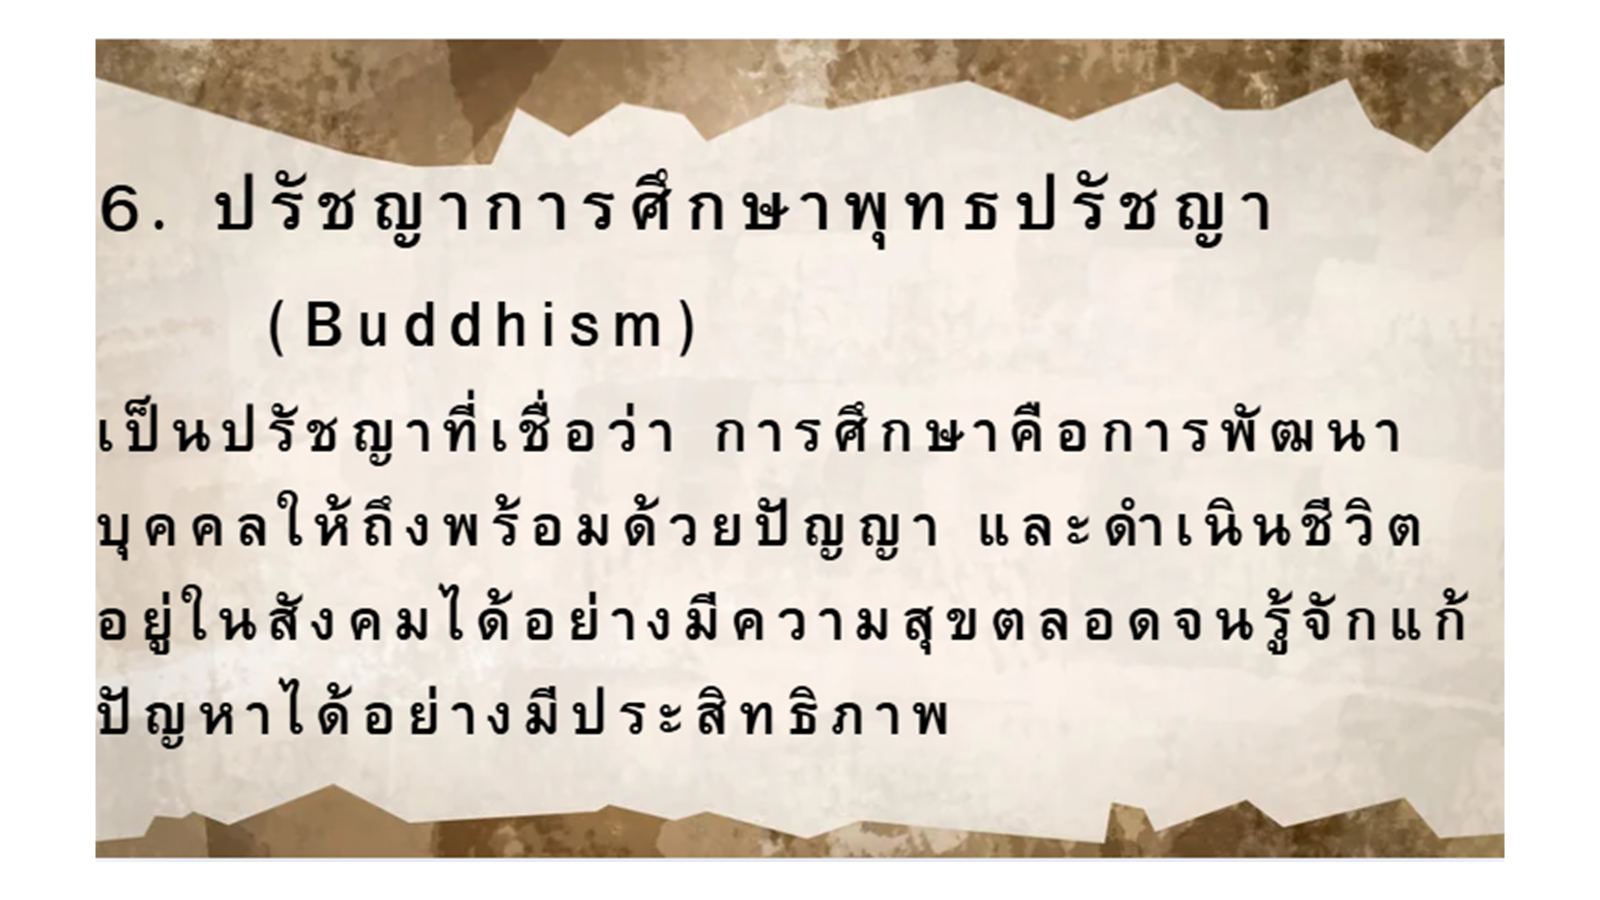 6. ปรัชญาการศึกษาพุทธปรัชญา
(Buddhism)
เป็นปรัชญาที่เชื่อว่า การศึกษาคือการพัฒนา
บุคคลให้ถึงพร้อมด้วยปัญญา และดำเนินชีวิต
อยู่ในสังคมได้อย่างมีความสุขตลอดจนรู้จักแก้
ปัญหาได้อย่างมีประสิทธิภาพ